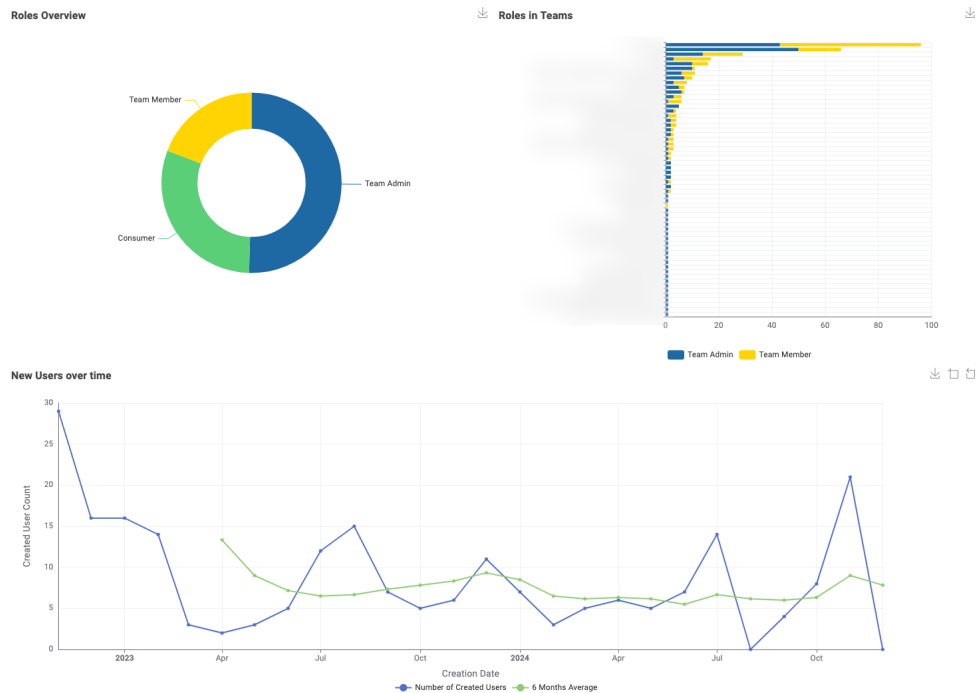 Roles Overview
Team Member
Team Admin
Consumer
Roles in Teams
0 20 40 60 80 100
Team Admin Team Member
New Users over time
30
25
20
15
10
5
0
Created User Count
2023 Apr Jul Oct 2024 Apr Jul Oct
Creation Date
Number of Created Users 6 Months Average